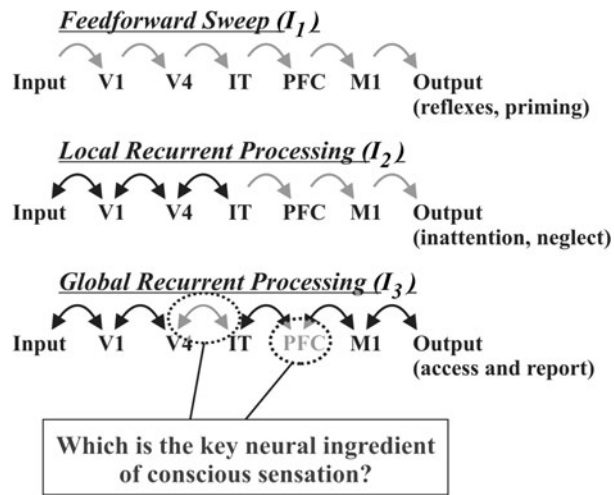 Feedforward Sweep (I1)
Input V1 V4 IT PFC M1 Output
(reflexes, priming)
Local Recurrent Processing (I2)
Input V1 V4 IT PFC M1 Output
(inattention, neglect)
Global Recurrent Processing (I3)
Input V1 V4 IT PFC M1 Output
(access and report)
Which is the key neural ingredient
of conscious sensation?